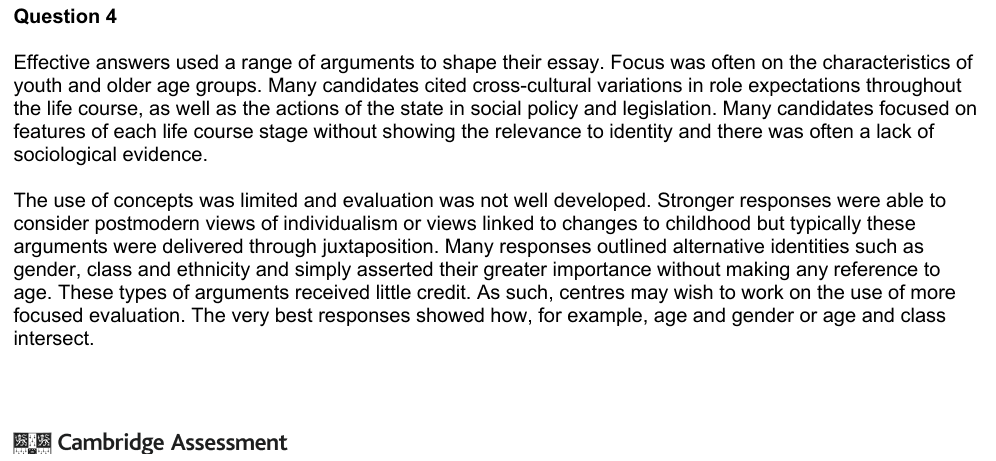 Question 4
Effective answers used a range of arguments to shape their essay. Focus was often on the characteristics of
youth and older age groups. Many candidates cited cross-cultural variations in role expectations throughout
the life course, as well as the actions of the state in social policy and legislation. Many candidates focused on
features of each life course stage without showing the relevance to identity and there was often a lack of
sociological evidence.
The use of concepts was limited and evaluation was not well developed. Stronger responses were able to
consider postmodern views of individualism or views linked to changes to childhood but typically these
arguments were delivered through juxtaposition. Many responses outlined alternative identities such as
gender, class and ethnicity and simply asserted their greater importance without making any reference to
age. These types of arguments received little credit. As such, centres may wish to work on the use of more
focused evaluation. The very best responses showed how, for example, age and gender or age and class
intersect.
Cambridge Assessment